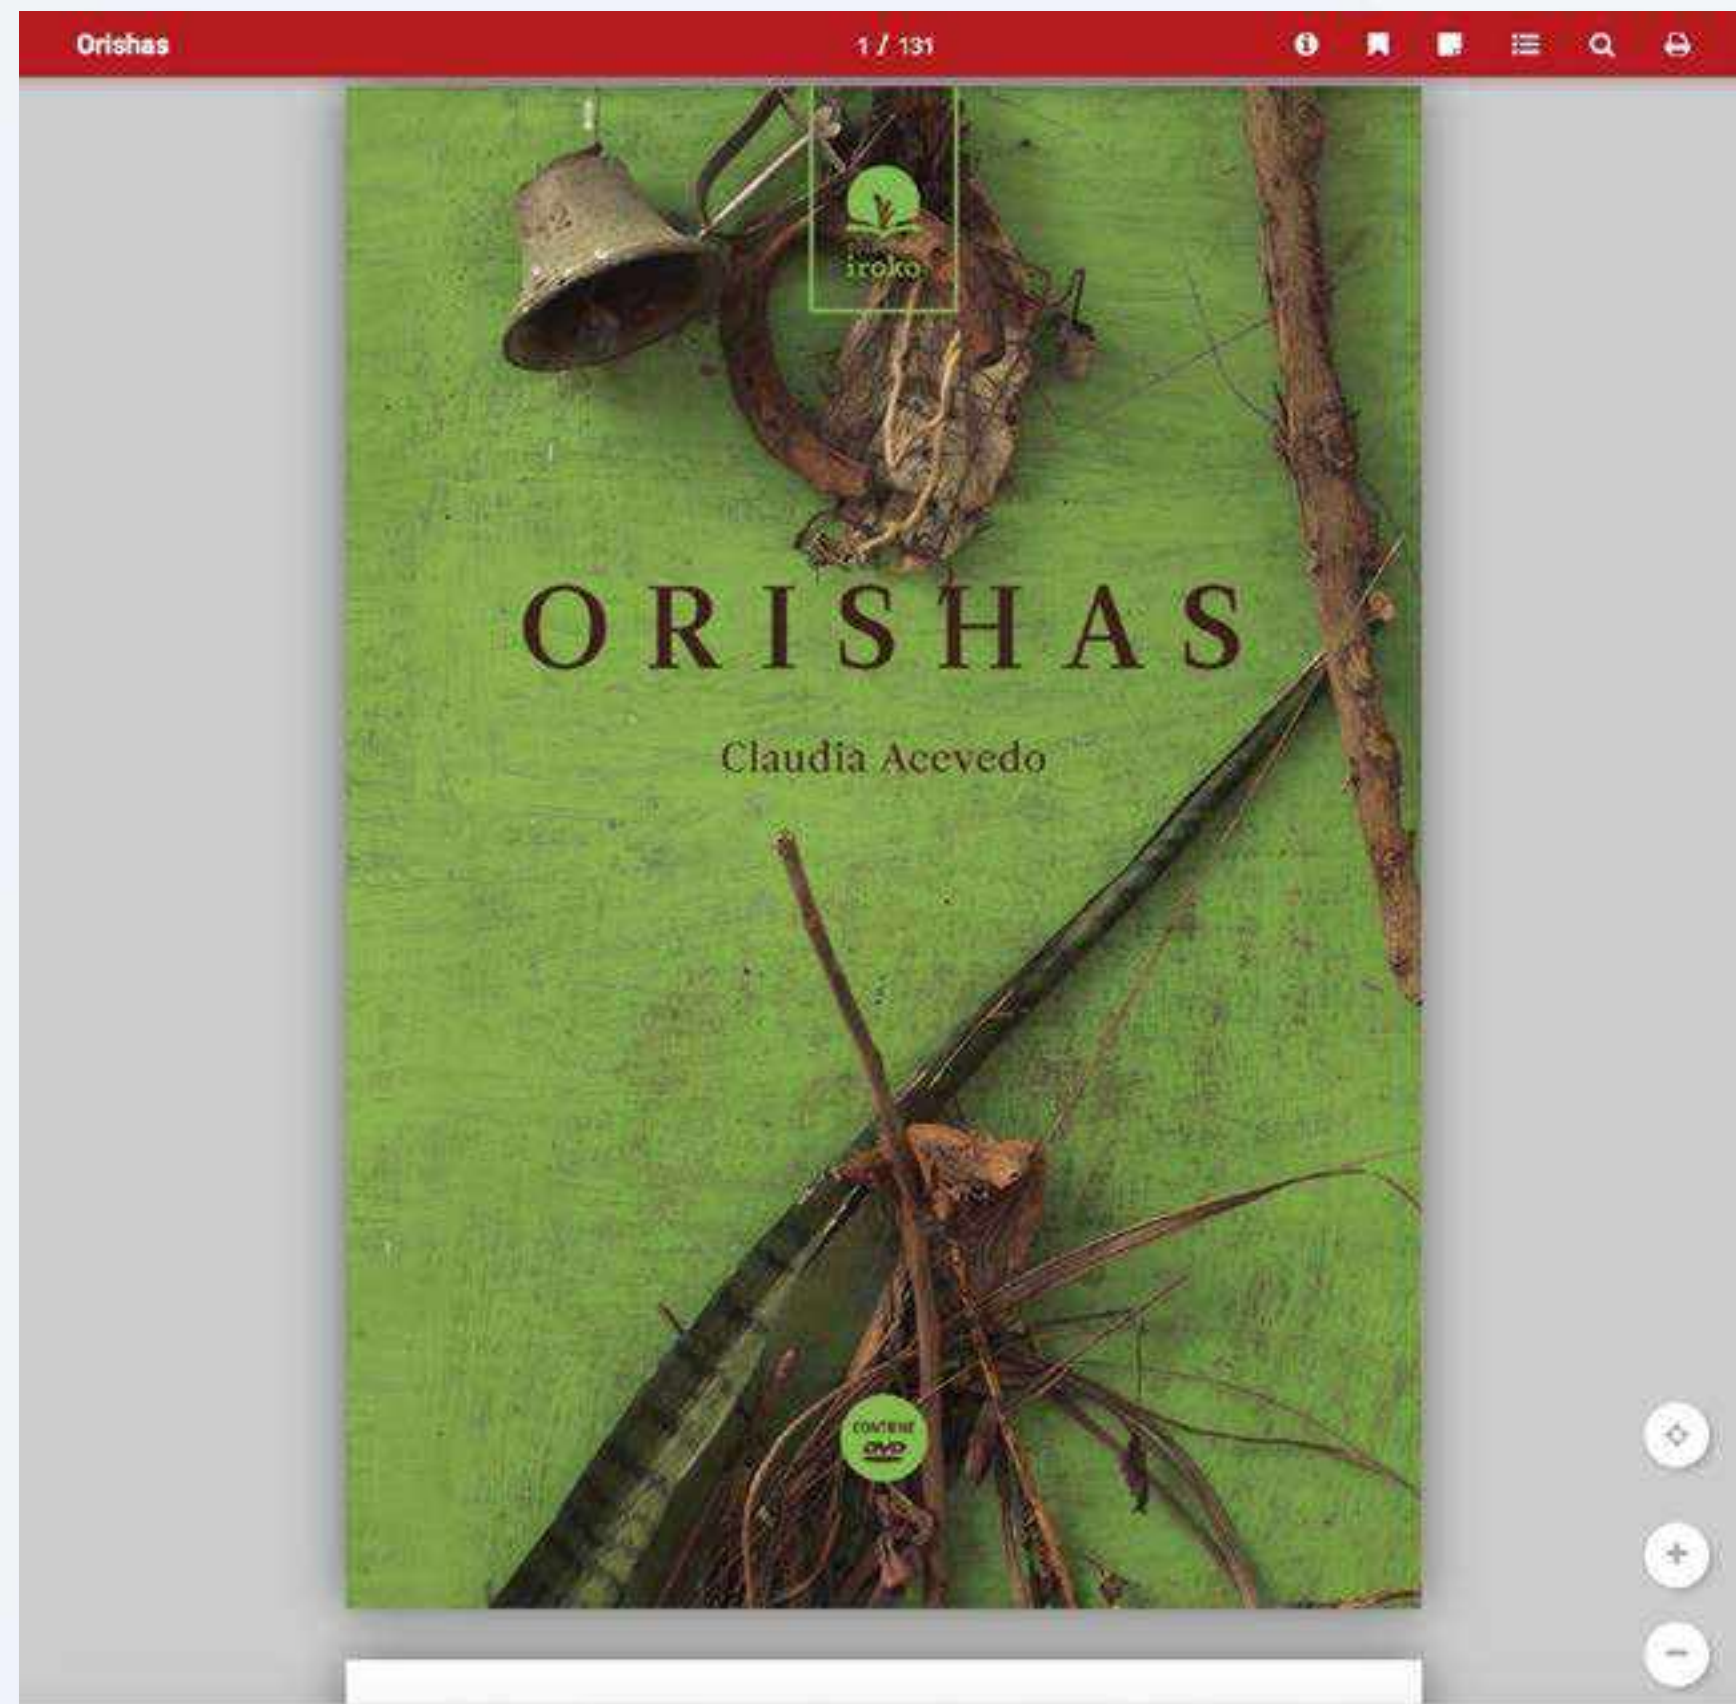 Orishas
1 / 131
iroko
ORISHAS
Claudia Acevedo
CONTIENE
DVD